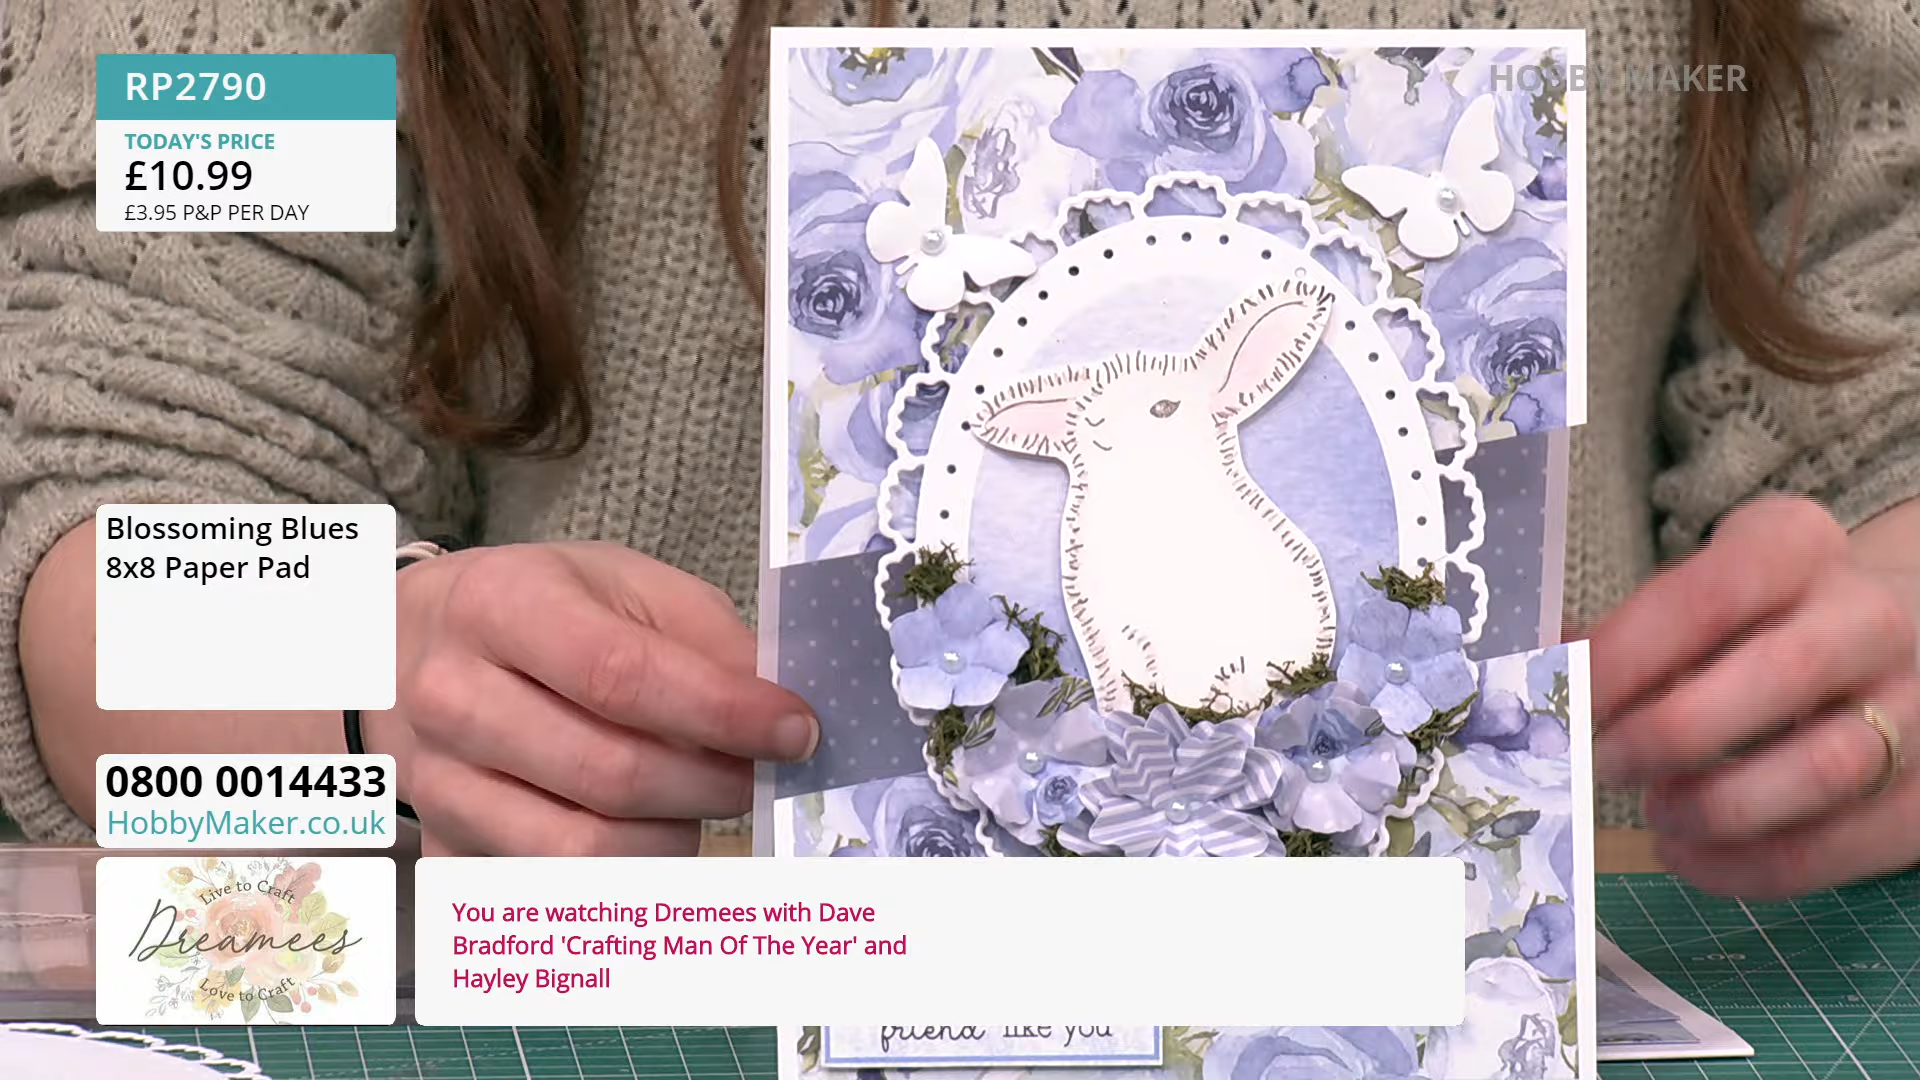 RP2790
HOBBY MAKER
TODAY'S PRICE
£10.99
£3.95 P&P PER DAY
Blossoming Blues
8x8 Paper Pad
0800 0014433
HobbyMaker.co.uk
Live to Craft
Dreamees
Love to Craft
You are watching Dremees with Dave
Bradford 'Crafting Man Of The Year' and
Hayley Bignall
friend like you